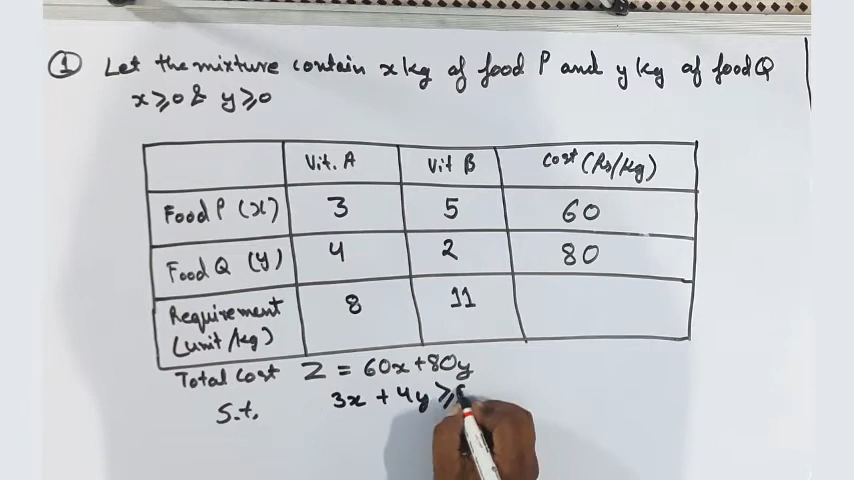 ① Let the mixture contain x kg of food P and y kg of food Q
x ≥ 0 & y ≥ 0
Vit. A Vit B Cost (Rs/kg)
Food P (x) 3 5 60
Food Q (y) 4 2 80
Requirement (unit/kg) 8 11
Total cost Z = 60x + 80y
S.t. 3x + 4y ≥